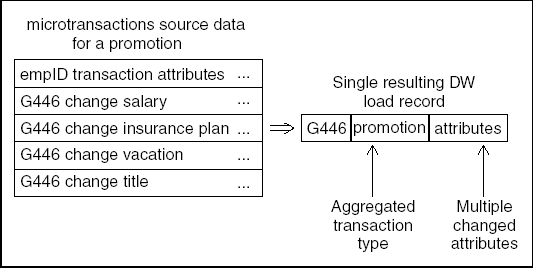 microtransactions source data
for a promotion
empID transaction attributes ...
G446 change salary ...
G446 change insurance plan ...
G446 change vacation ...
G446 change title ...
Single resulting DW
load record
G446 promotion attributes
Aggregated
transaction
type
Multiple
changed
attributes